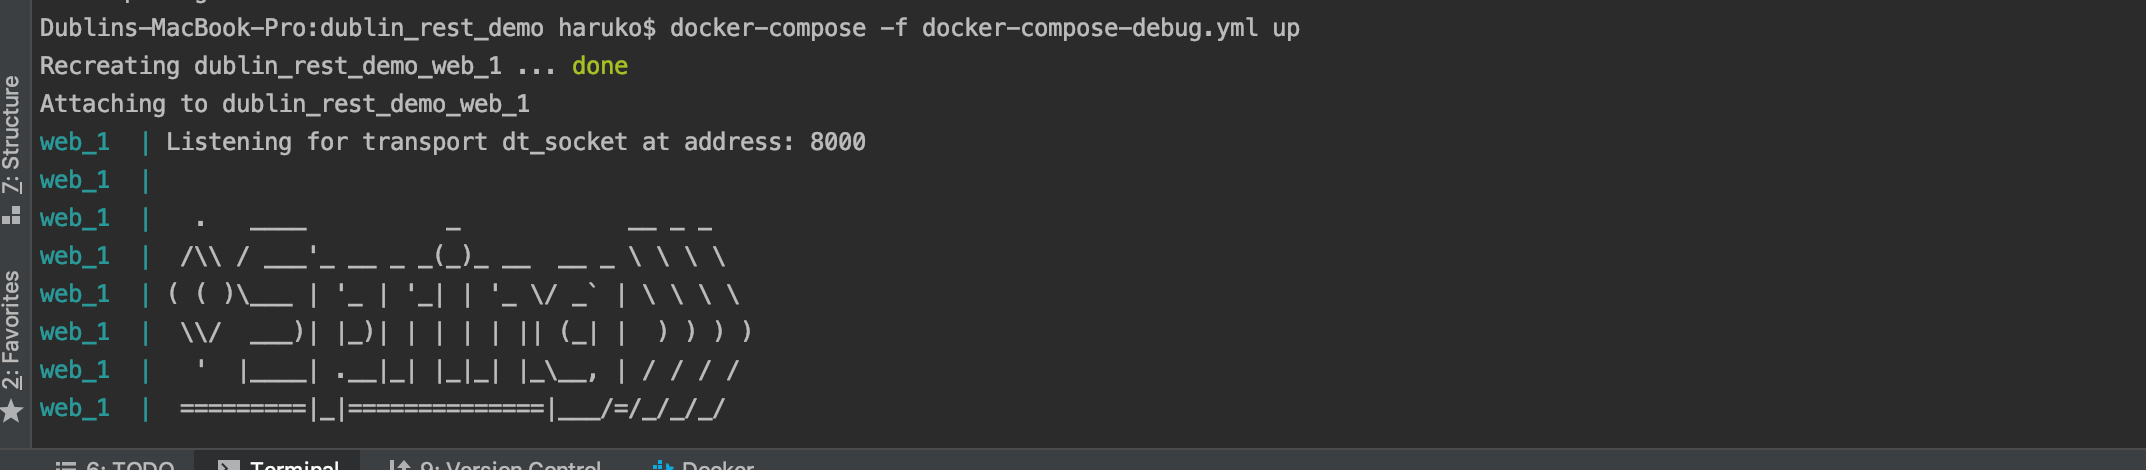 Dublins-MacBook-Pro:dublin_rest_demo haruko$ docker-compose -f docker-compose-debug.yml up
Recreating dublin_rest_demo_web_1 ... done
Attaching to dublin_rest_demo_web_1
web_1  | Listening for transport dt_socket at address: 8000
web_1  |
web_1  |   .   ____          _            __ _ _
web_1  |  /\\ / ___'_ __ _ _(_)_ __  __ _ \ \ \ \
web_1  | ( ( )\___ | '_ | '_| | '_ \/ _` | \ \ \ \
web_1  |  \\/  ___)| |_)| | | | | || (_| |  ) ) ) )
web_1  |   '  |____| .__|_| |_|_| |_\__, | / / / /
web_1  |  =========|_|==============|___/=/_/_/_/
7: Structure
2: Favorites
6: TODO
Terminal
9: Version Control
Docker